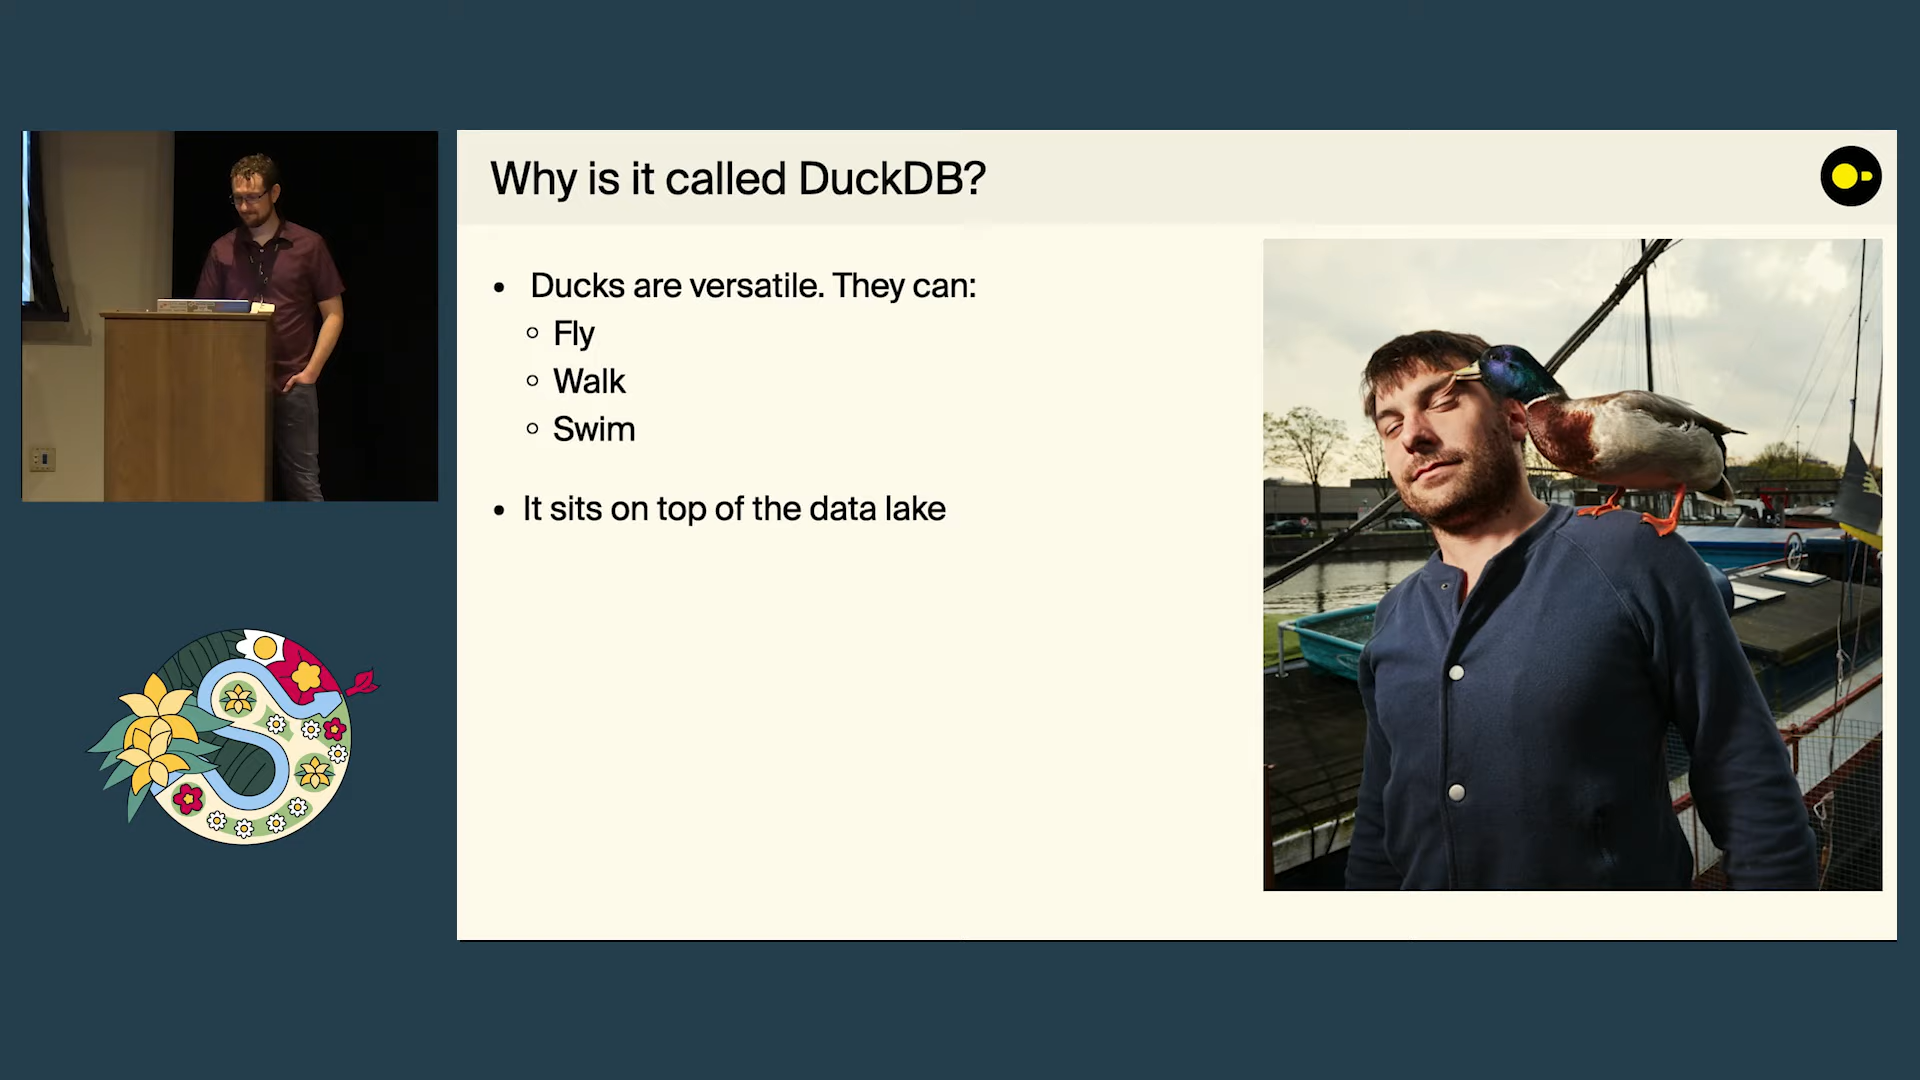 Why is it called DuckDB?
• Ducks are versatile. They can:
○ Fly
○ Walk
○ Swim
• It sits on top of the data lake